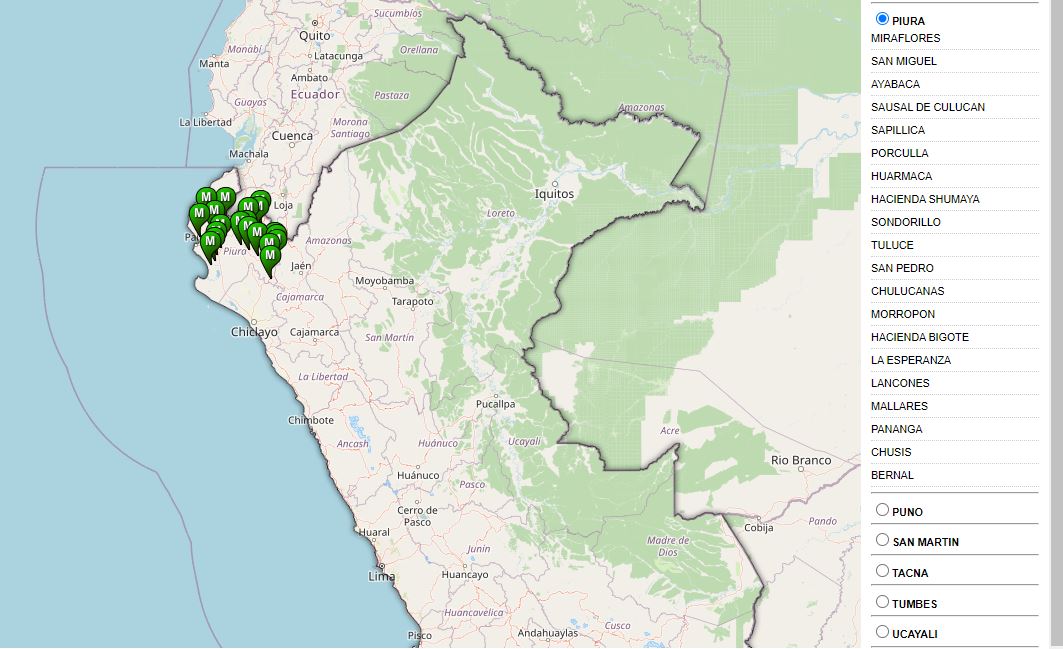 Sucumbíos
Quito
Orellana
Manabí
Manta
Latacunga
Ambato
Ecuador
Pastaza
Guayas
Amazonas
La Libertad
Morona
Santiago
Cuenca
Machala
Iquitos
M
M
M
M
M
M
Loja
Loreto
M
M
M
M
M
M
Piura
Amazonas
Jaén
Moyobamba
Tarapoto
Cajamarca
Chiclayo
Cajamarca
San Martín
La Libertad
Chimbote
Pucallpa
Ancash
Huánuco
Ucayali
Acre
Rio Branco
Huánuco
Pasco
Cerro de
Pasco
Huaral
Cobija
Pando
Junín
Madre de
Dios
Lima
Huancayo
Huancavelica
Cusco
Pisco
Andahuaylas
PIURA
MIRAFLORES
SAN MIGUEL
AYABACA
SAUSAL DE CULUCAN
SAPILLICA
PORCULLA
HUARMACA
HACIENDA SHUMAYA
SONDORILLO
TULUCE
SAN PEDRO
CHULUCANAS
MORROPON
HACIENDA BIGOTE
LA ESPERANZA
LANCONES
MALLARES
PANANGA
CHUSIS
BERNAL
PUNO
SAN MARTIN
TACNA
TUMBES
UCAYALI